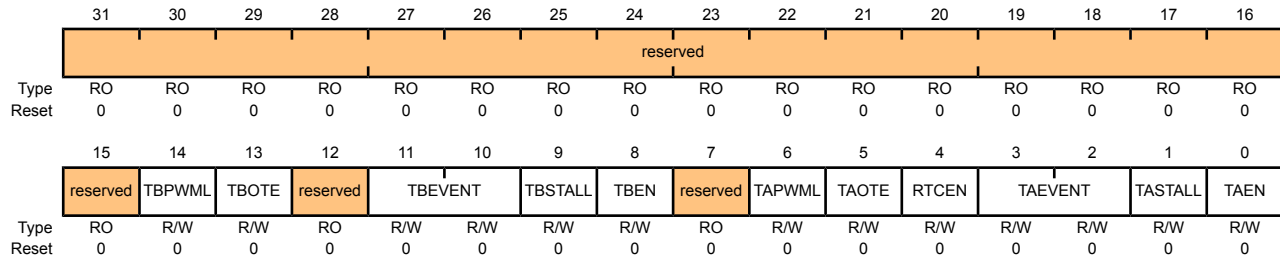 31 30 29 28 27 26 25 24 23 22 21 20 19 18 17 16
reserved
Type RO RO RO RO RO RO RO RO RO RO RO RO RO RO RO RO
Reset 0 0 0 0 0 0 0 0 0 0 0 0 0 0 0 0
15 14 13 12 11 10 9 8 7 6 5 4 3 2 1 0
reserved TBPWML TBOTE reserved TBEVENT TBSTALL TBEN reserved TAPWML TAOTE RTCEN TAEVENT TASTALL TAEN
Type RO R/W R/W RO R/W R/W R/W R/W RO R/W R/W R/W R/W R/W R/W R/W
Reset 0 0 0 0 0 0 0 0 0 0 0 0 0 0 0 0